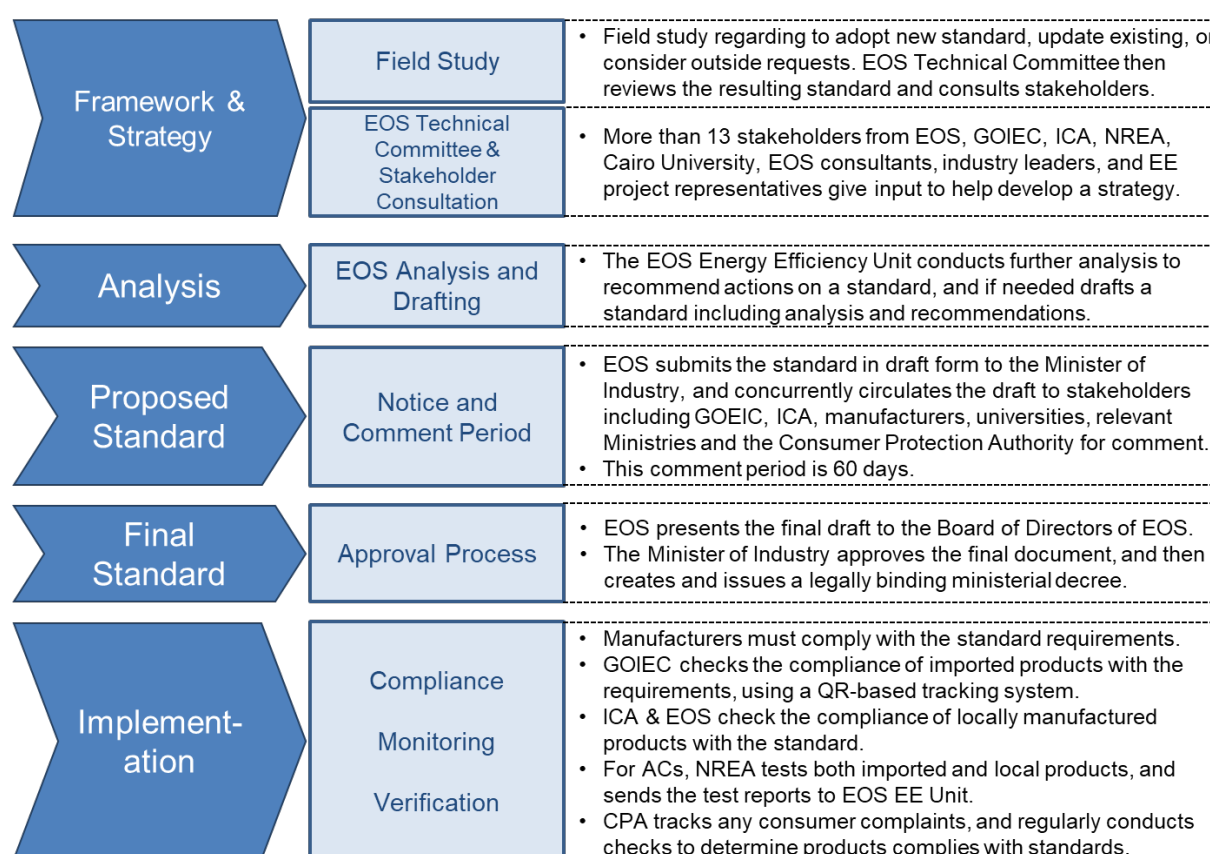 Framework &
Strategy
Field Study
• Field study regarding to adopt new standard, update existing, or
consider outside requests. EOS Technical Committee then
reviews the resulting standard and consults stakeholders.
EOS Technical
Committee &
Stakeholder
Consultation
• More than 13 stakeholders from EOS, GOIEC, ICA, NREA,
Cairo University, EOS consultants, industry leaders, and EE
project representatives give input to help develop a strategy.
Analysis
EOS Analysis and
Drafting
• The EOS Energy Efficiency Unit conducts further analysis to
recommend actions on a standard, and if needed drafts a
standard including analysis and recommendations.
Proposed
Standard
Notice and
Comment Period
• EOS submits the standard in draft form to the Minister of
Industry, and concurrently circulates the draft to stakeholders
including GOEIC, ICA, manufacturers, universities, relevant
Ministries and the Consumer Protection Authority for comment.
• This comment period is 60 days.
Final
Standard
Approval Process
• EOS presents the final draft to the Board of Directors of EOS.
• The Minister of Industry approves the final document, and then
creates and issues a legally binding ministerial decree.
Implement-
ation
Compliance
Monitoring
Verification
• Manufacturers must comply with the standard requirements.
• GOIEC checks the compliance of imported products with the
requirements, using a QR-based tracking system.
• ICA & EOS check the compliance of locally manufactured
products with the standard.
• For ACs, NREA tests both imported and local products, and
sends the test reports to EOS EE Unit.
• CPA tracks any consumer complaints, and regularly conducts
checks to determine products complies with standards.